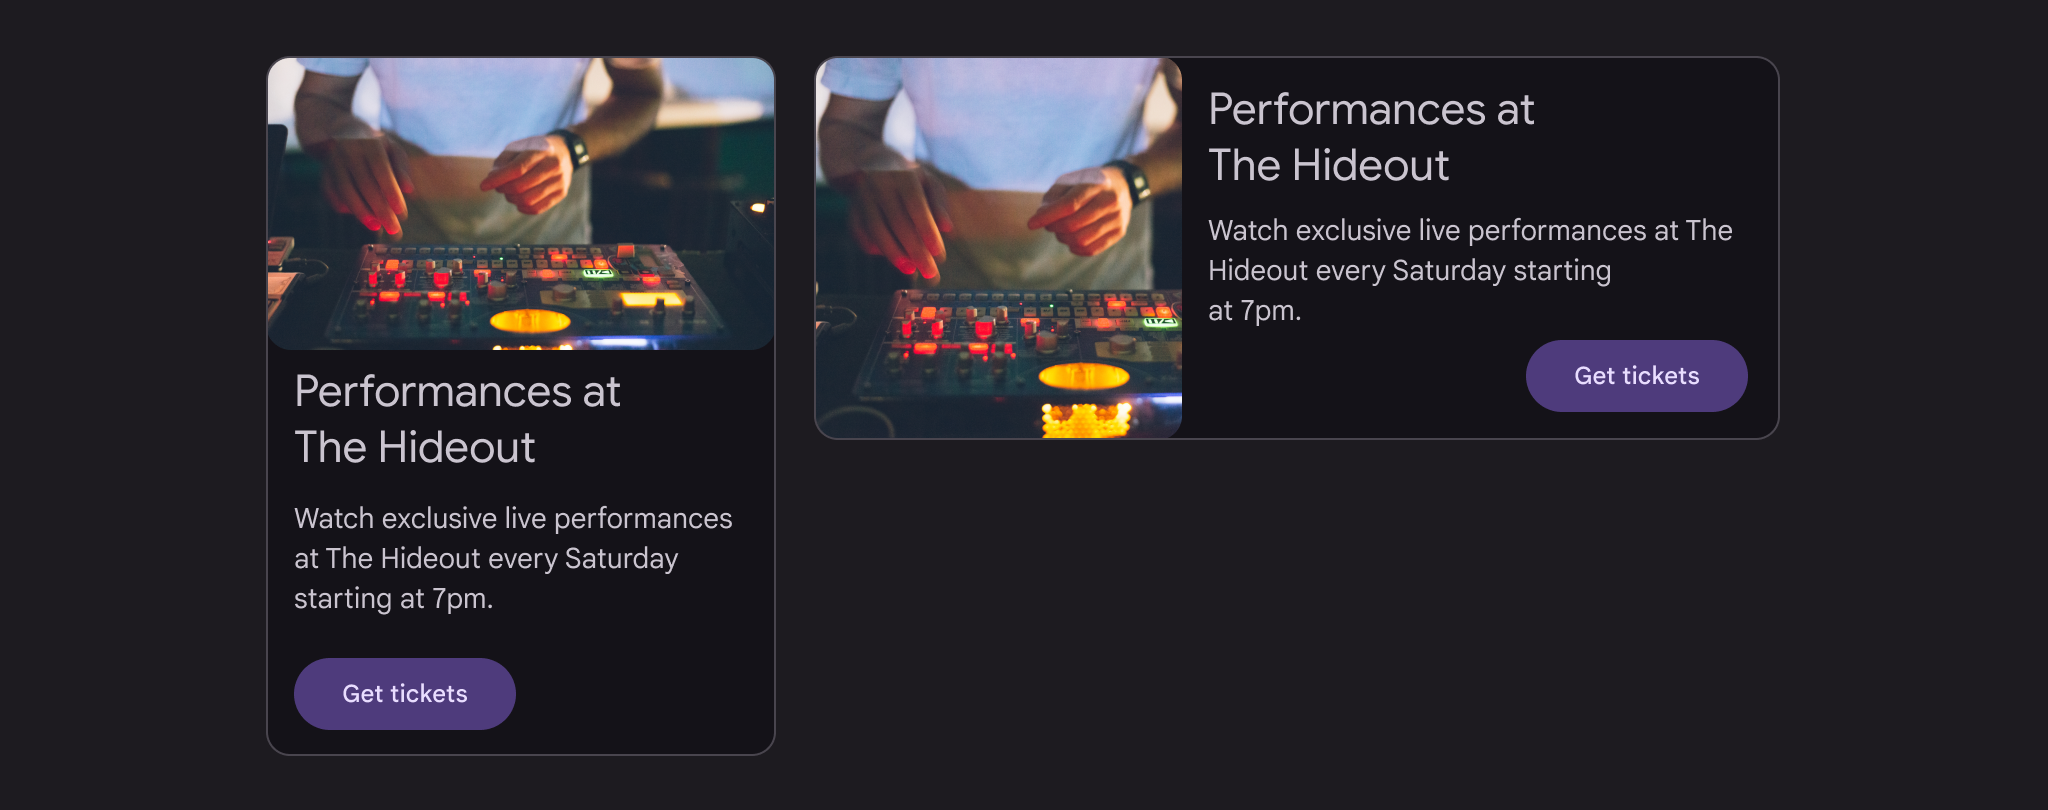 Performances at
The Hideout
Watch exclusive live performances
at The Hideout every Saturday
starting at 7pm.
Get tickets
Performances at
The Hideout
Watch exclusive live performances at The
Hideout every Saturday starting
at 7pm.
Get tickets